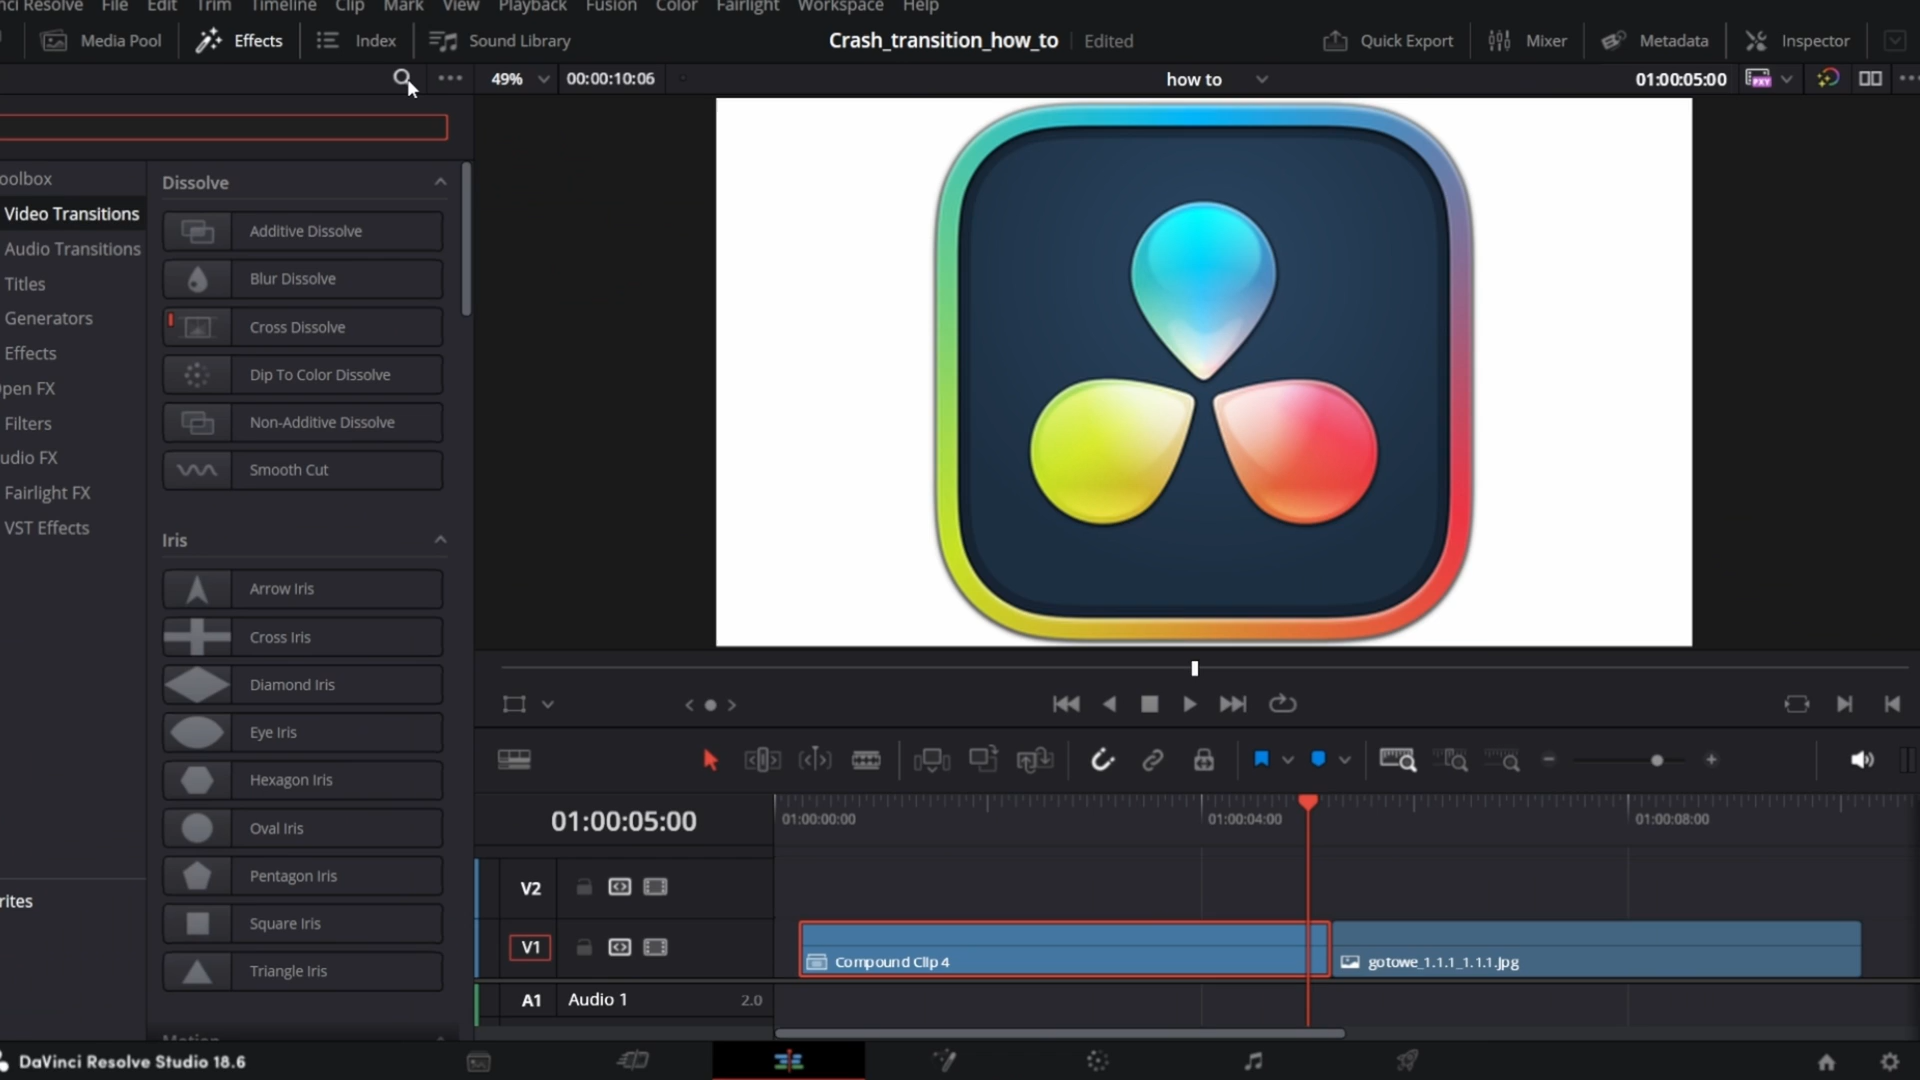 nci Resolve File Edit Trim Timeline Clip Mark View Playback Fusion Color Fairlight Workspace Help
Media Pool Effects Index Sound Library Crash_transition_how_to Edited Quick Export Mixer Metadata Inspector
49% 00:00:10:06 how to 01:00:05:00 PXY
oolbox
Video Transitions
Audio Transitions
Titles
Generators
Effects
pen FX
Filters
udio FX
Fairlight FX
VST Effects
rites
Dissolve
Additive Dissolve
Blur Dissolve
Cross Dissolve
Dip To Color Dissolve
Non-Additive Dissolve
Smooth Cut
Iris
Arrow Iris
Cross Iris
Diamond Iris
Eye Iris
Hexagon Iris
Oval Iris
Pentagon Iris
Square Iris
Triangle Iris
Motion
01:00:05:00 01:00:00:00 01:00:04:00 01:00:08:00
V2
V1 Compound Clip 4 gotowe_1.1.1_1.1.1.jpg
A1 Audio 1 2.0
DaVinci Resolve Studio 18.6